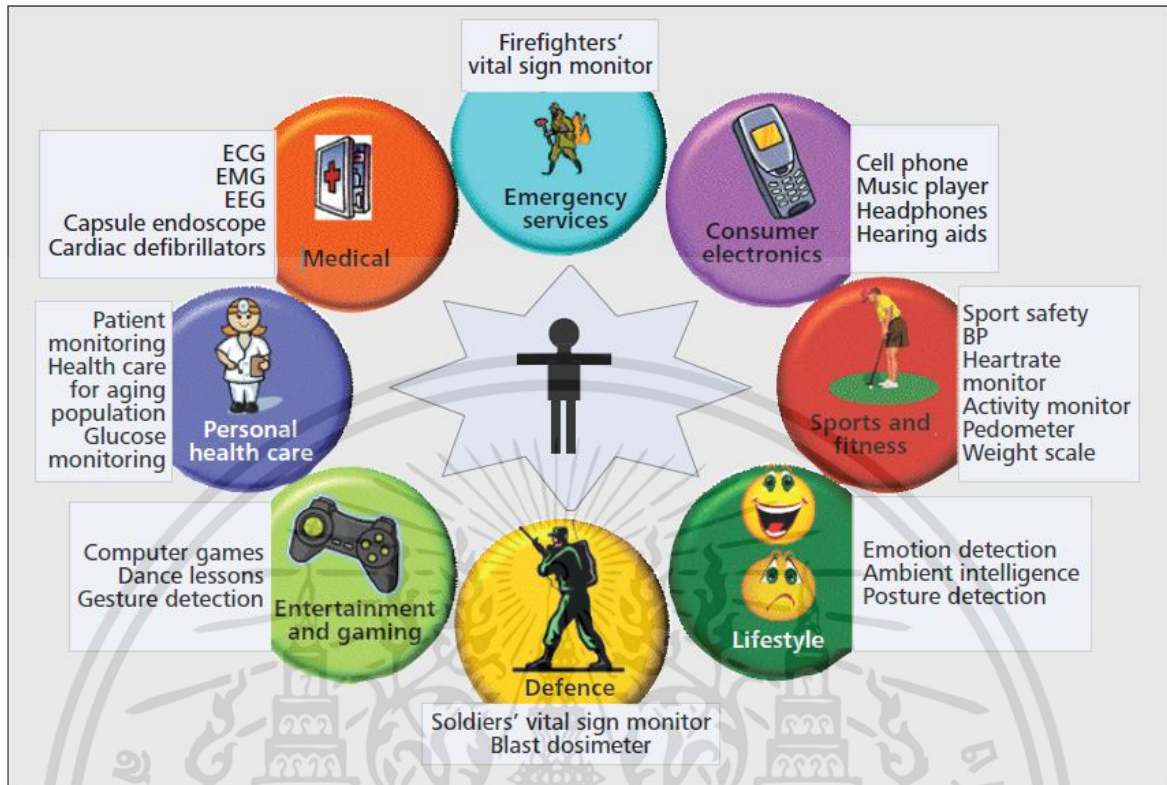 Firefighters'
vital sign monitor
Emergency
services
ECG
EMG
EEG
Capsule endoscope
Cardiac defibrillators
Medical
Cell phone
Music player
Headphones
Hearing aids
Consumer
electronics
Patient
monitoring
Health care
for aging
population
Glucose
monitoring
Personal
health care
Sport safety
BP
Heartrate
monitor
Activity monitor
Pedometer
Weight scale
Sports and
fitness
Computer games
Dance lessons
Gesture detection
Entertainment
and gaming
Emotion detection
Ambient intelligence
Posture detection
Lifestyle
Defence
Soldiers' vital sign monitor
Blast dosimeter